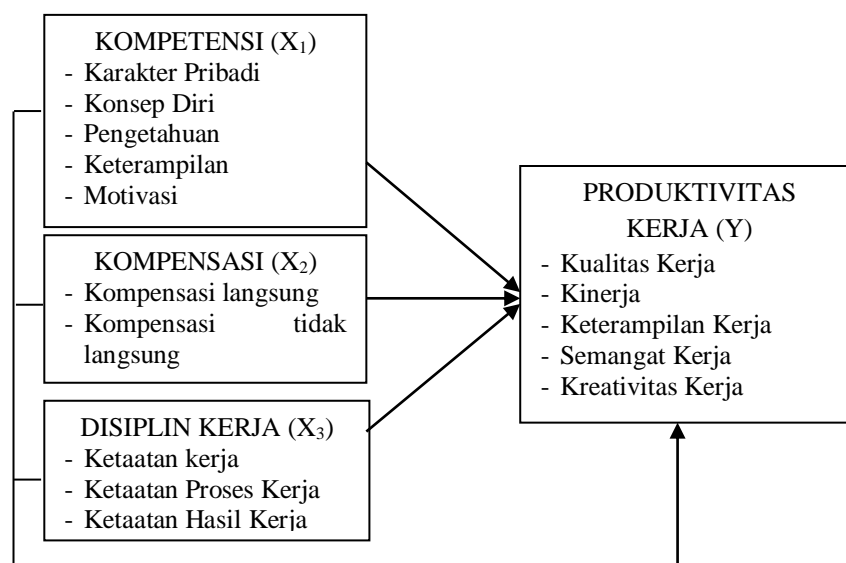 KOMPETENSI (X₁)
- Karakter Pribadi
- Konsep Diri
- Pengetahuan
- Keterampilan
- Motivasi
KOMPENSASI (X₂)
- Kompensasi langsung
- Kompensasi tidak
langsung
DISIPLIN KERJA (X₃)
- Ketaatan kerja
- Ketaatan Proses Kerja
- Ketaatan Hasil Kerja
PRODUKTIVITAS
KERJA (Y)
- Kualitas Kerja
- Kinerja
- Keterampilan Kerja
- Semangat Kerja
- Kreativitas Kerja